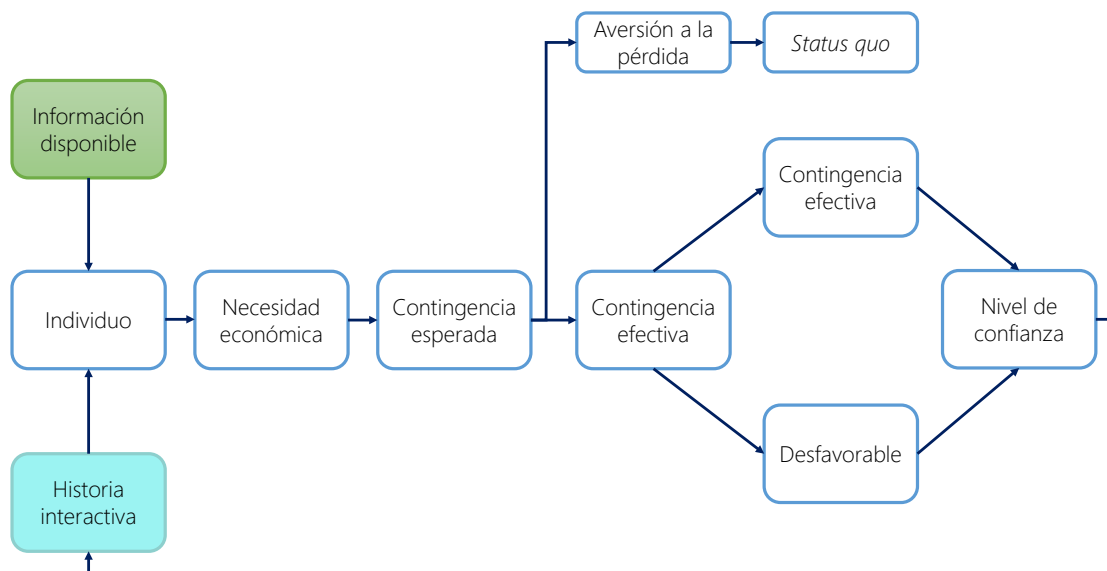 Aversión a la
pérdida
Status quo
Información
disponible
Contingencia
efectiva
Individuo
Necesidad
económica
Contingencia
esperada
Contingencia
efectiva
Nivel de
confianza
Desfavorable
Historia
interactiva